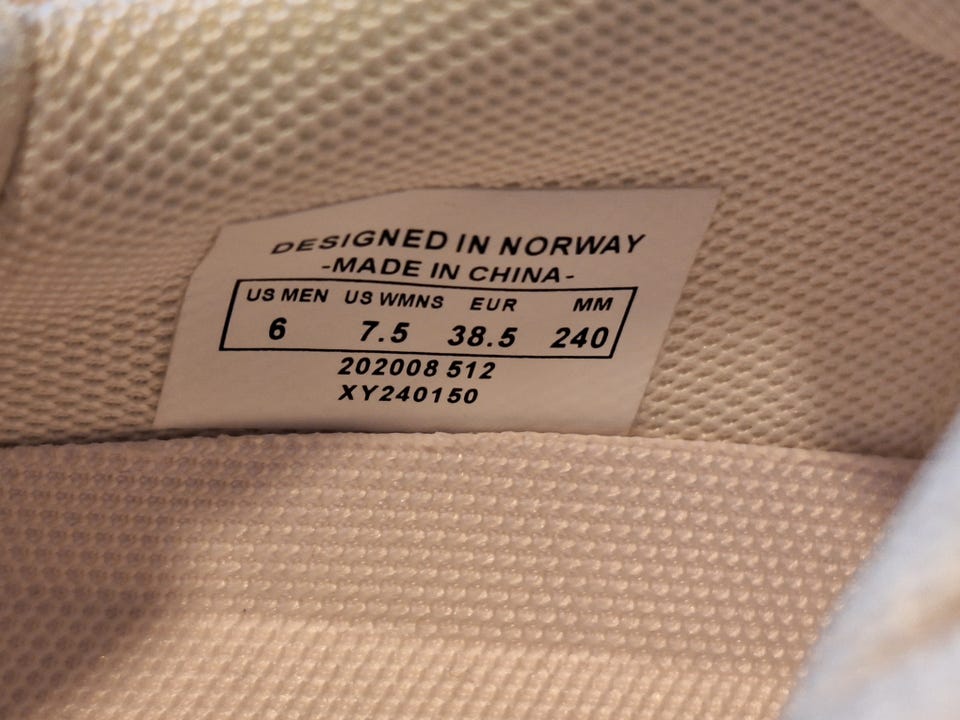 DESIGNED IN NORWAY
-MADE IN CHINA-
US MEN US WMNS EUR MM
6 7.5 38.5 240
202008 512
XY240150